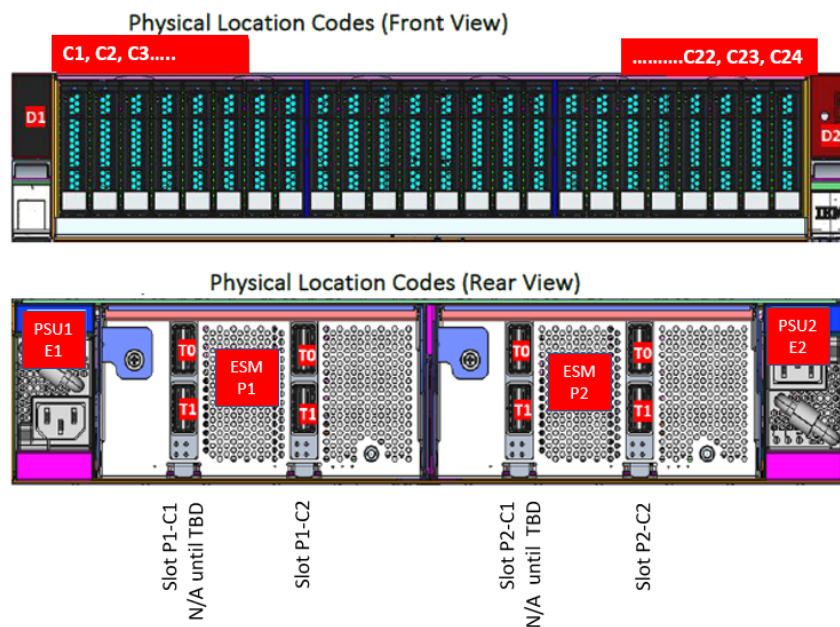 Physical Location Codes (Front View)
C1, C2, C3.....
..........C22, C23, C24
D1
D2
Physical Location Codes (Rear View)
PSU1
E1
T0
T1
ESM
P1
T0
T1
T0
T1
ESM
P2
T0
T1
PSU2
E2
Slot P1-C1
N/A until TBD
Slot P1-C2
Slot P2-C1
N/A until TBD
Slot P2-C2